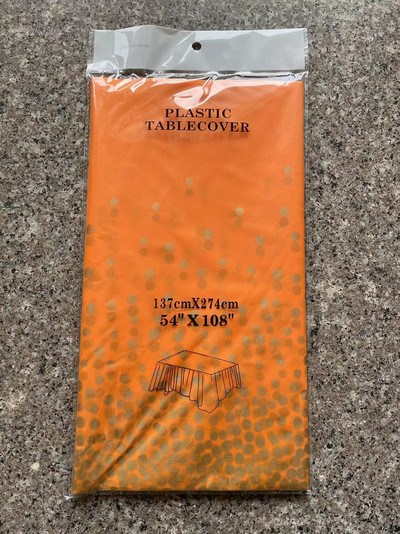 PLASTIC
TABLECOVER
137cmX274cm
54" X 108"